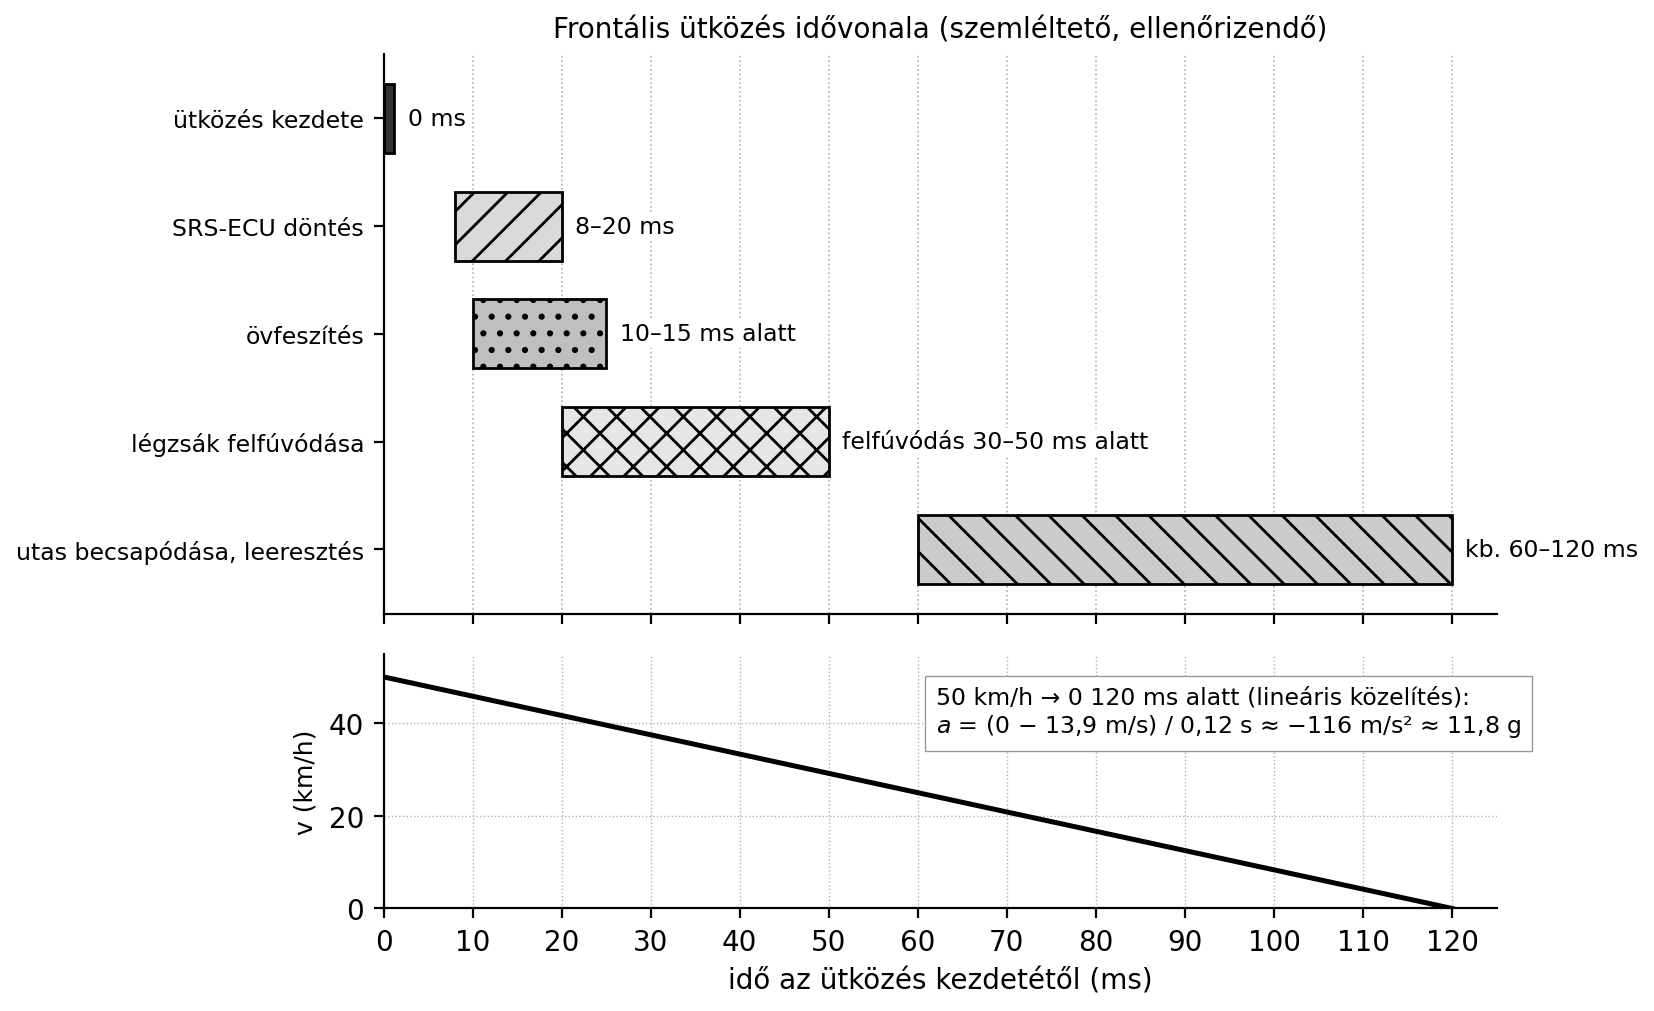 Frontális ütközés idővonala (szemléltető, ellenőrizendő)
ütközés kezdete
0 ms
SRS-ECU döntés
8–20 ms
övfeszítés
10–15 ms alatt
légzsák felfúvódása
felfúvódás 30–50 ms alatt
utas becsapódása, leeresztés
kb. 60–120 ms
50 km/h → 0 120 ms alatt (lineáris közelítés):
a = (0 − 13,9 m/s) / 0,12 s ≈ −116 m/s² ≈ 11,8 g
v (km/h)
40
20
0
0 10 20 30 40 50 60 70 80 90 100 110 120
idő az ütközés kezdetétől (ms)